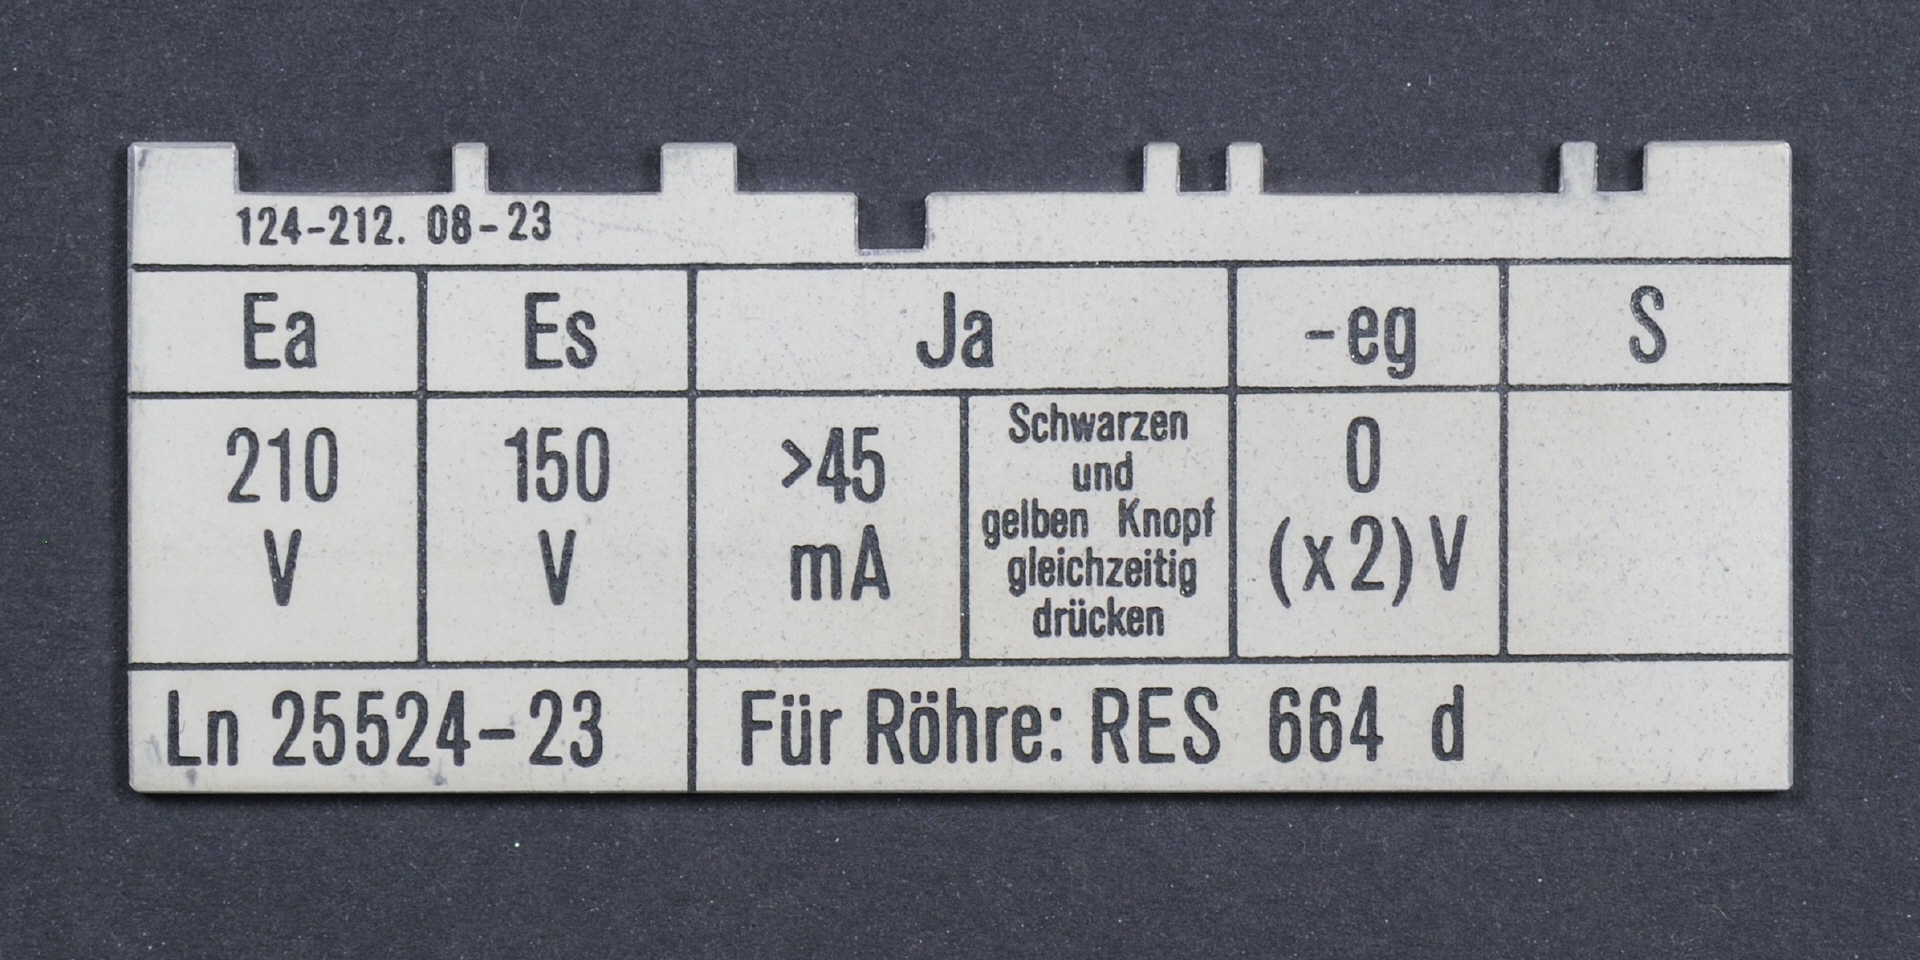 124-212. 08-23
Ea Es Ja -eg S
210 V
150 V
>45 mA
Schwarzen
und
gelben Knopf
gleichzeitig
drücken
0
(x2)V
Ln 25524-23
Für Röhre: RES 664 d